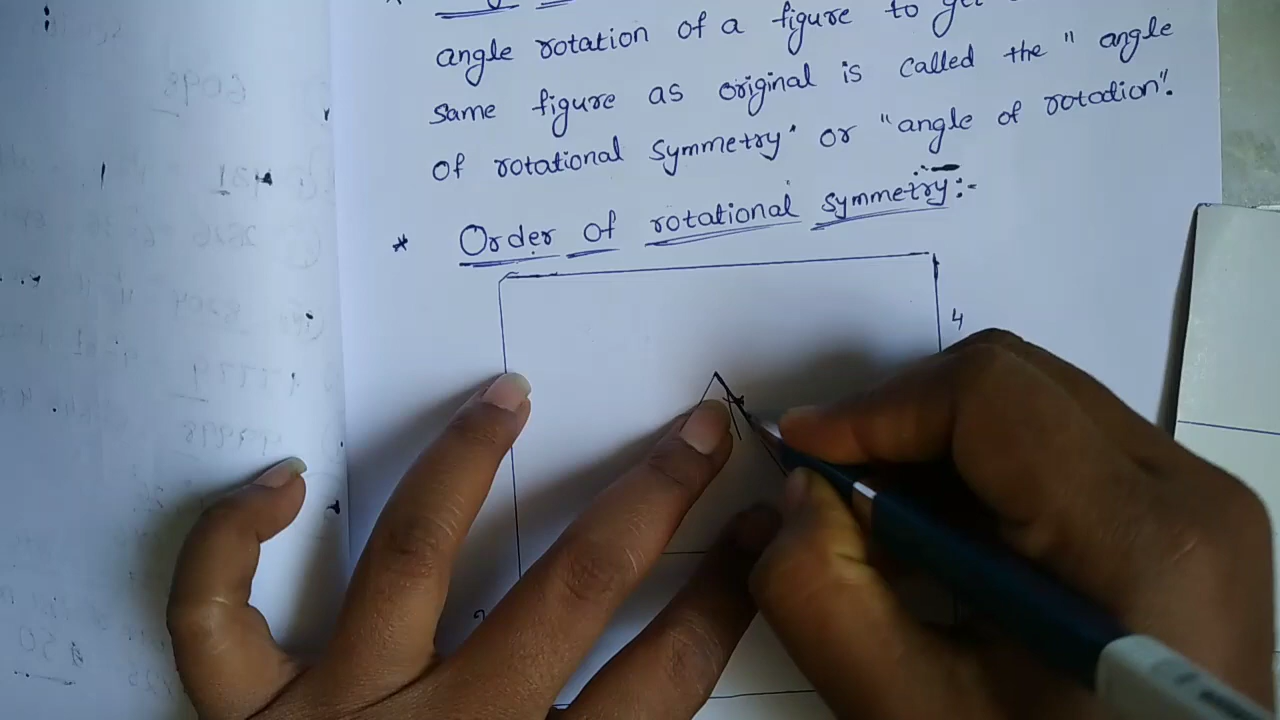 angle rotation of a figure to get
same figure as original is called the " angle
of rotational symmetry" or "angle of rotation".
* Order of rotational symmetry:-
4
A